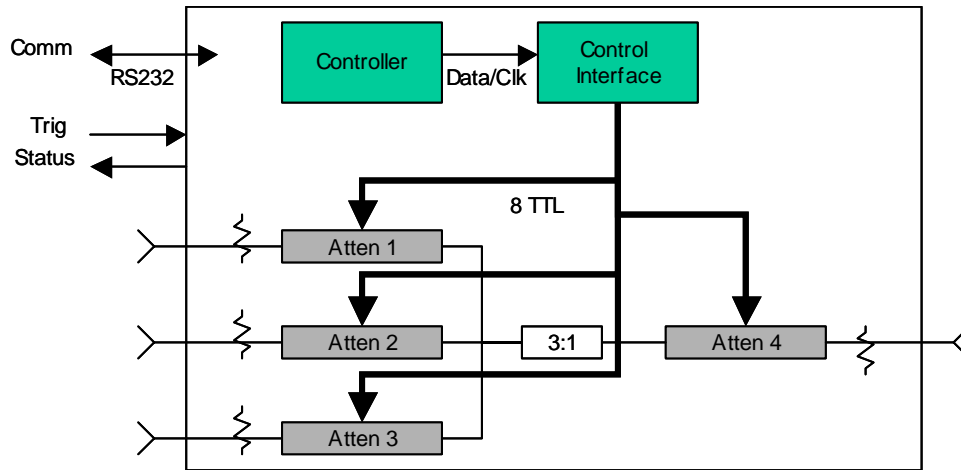 Comm
RS232
Controller
Data/Clk
Control
Interface
Trig
Status
8 TTL
Atten 1
Atten 2
3:1
Atten 4
Atten 3